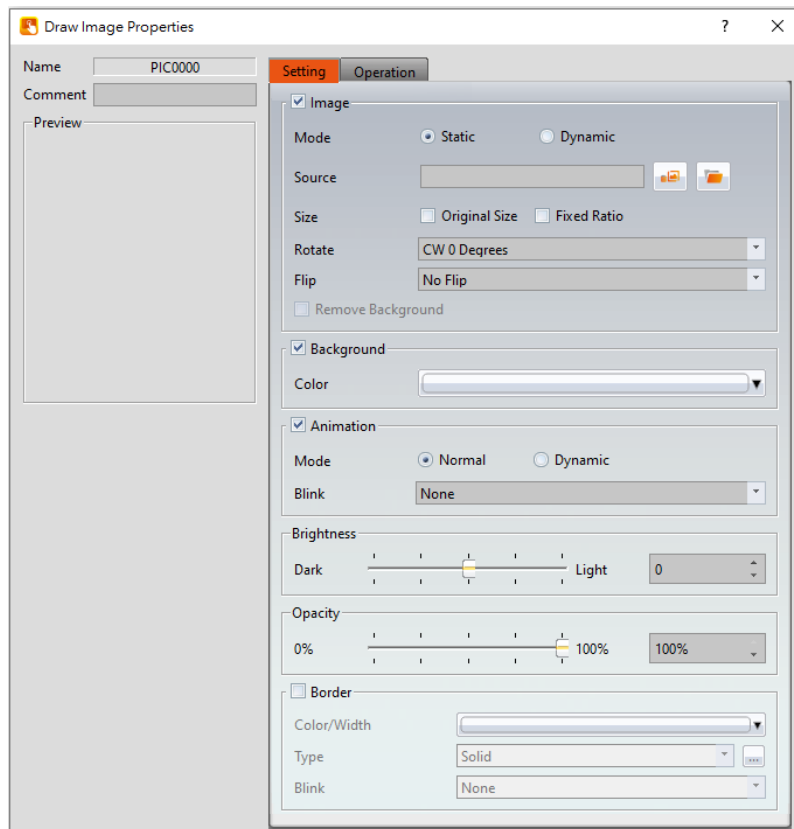 Draw Image Properties ?
Name PIC0000
Comment
Preview
Setting Operation
Image
Mode Static Dynamic
Source
Size Original Size Fixed Ratio
Rotate CW 0 Degrees
Flip No Flip
Remove Background
Background
Color
Animation
Mode Normal Dynamic
Blink None
Brightness
Dark Light 0
Opacity
0% 100% 100%
Border
Color/Width
Type Solid ...
Blink None